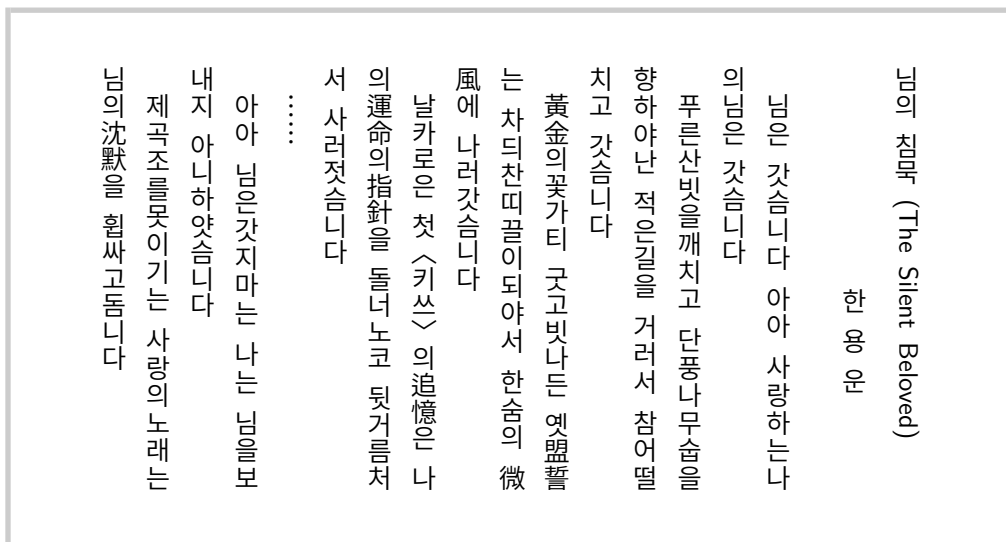 님의 침묵 (The Silent Beloved)
한 용 운
님은 갓슴니다 아아 사랑하는나
의님은 갓슴니다
푸른산빗을깨치고 단풍나무숩을
향하야난 적은길을 거러서 참어떨
치고 갓슴니다
黃金의꽃가티 굿고빗나든 옛盟誓
는 차듸찬띠끌이되야서 한숨의 微
風에 나러갓슴니다
날카로은 첫〈키쓰〉의追憶은 나
의運命의指針을 돌너노코 뒷거름처
서 사러젓슴니다
……
아아 님은갓지마는 나는 님을보
내지 아니하얏슴니다
제곡조를못이기는 사랑의노래는
님의沈默을 휩싸고돔니다